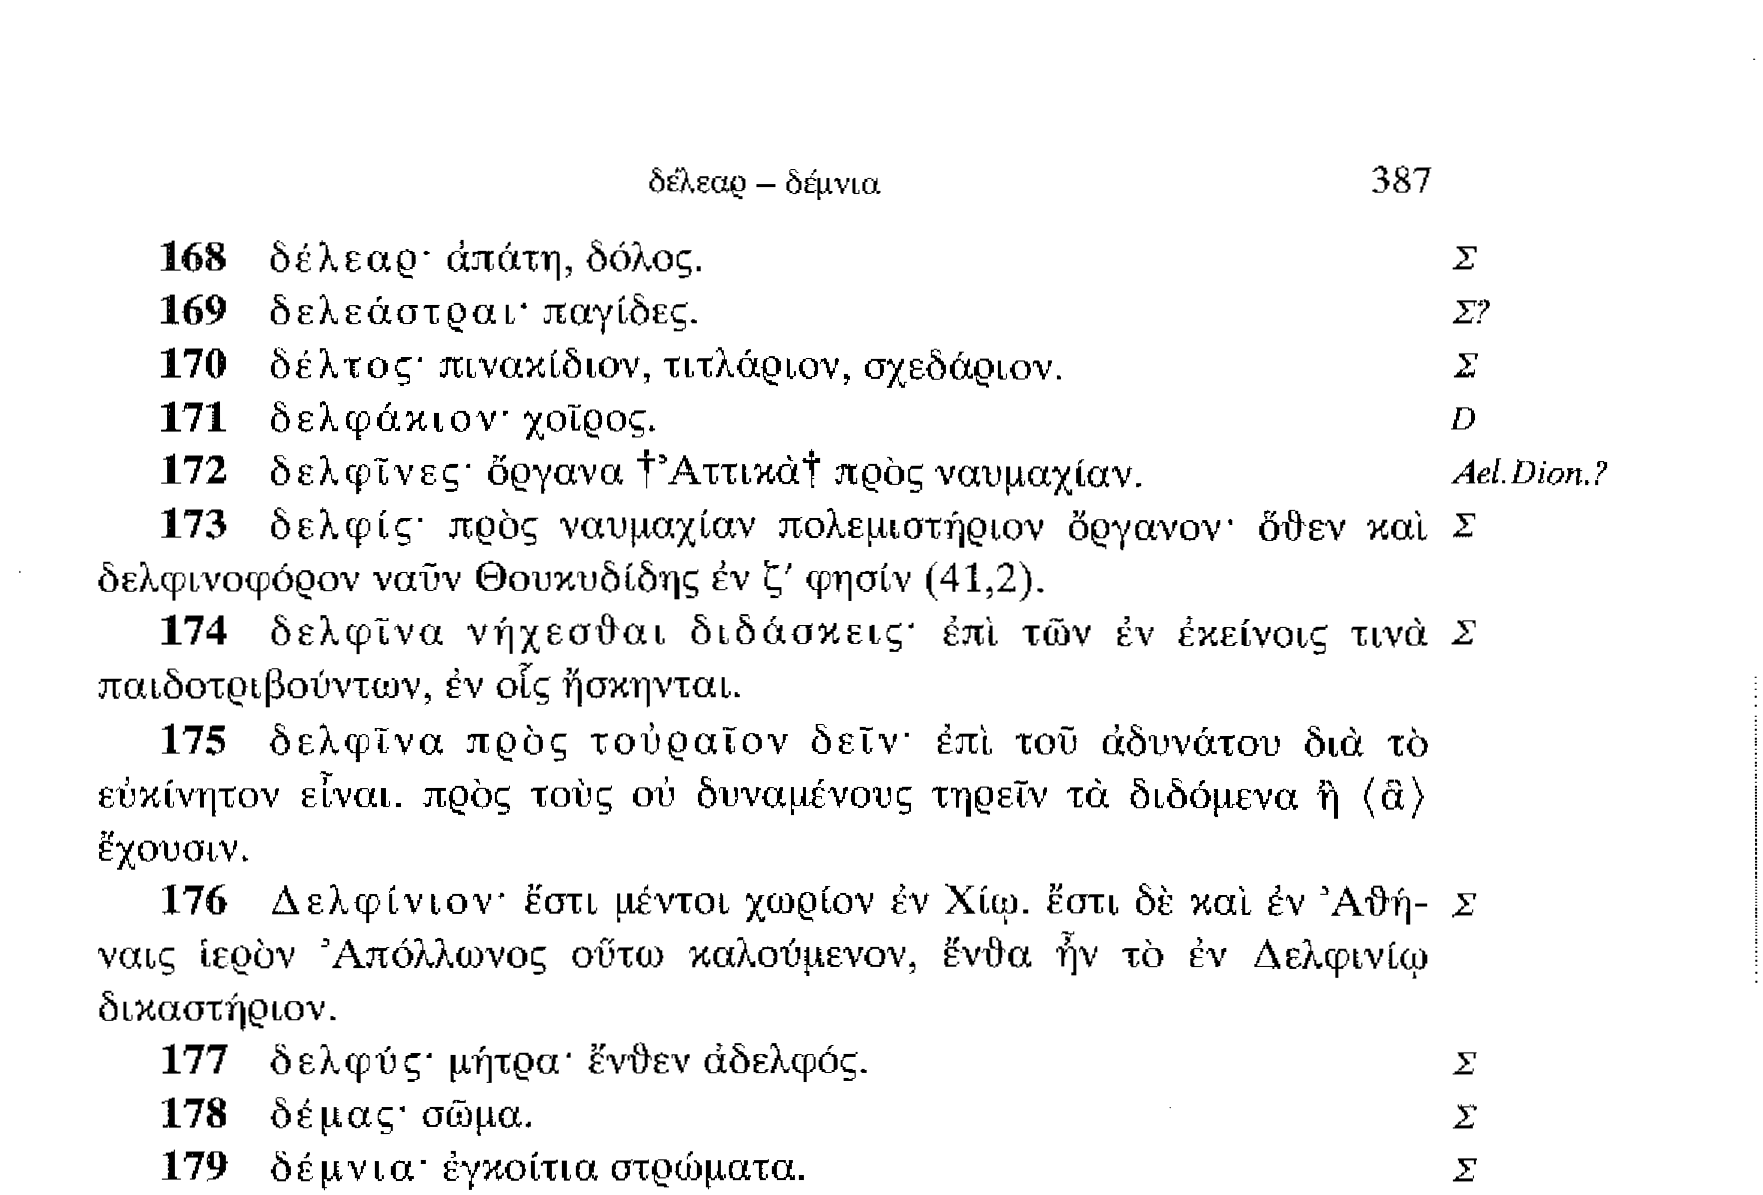 δέλεαρ – δέμνια 387
168 δέλεαρ· ἀπάτη, δόλος. Σ
169 δελεάστραι· παγίδες. Σ?
170 δέλτος· πινακίδιον, τιτλάριον, σχεδάριον. Σ
171 δελφάκιον· χοῖρος. D
172 δελφῖνες· ὄργανα †Ἀττικὰ† πρὸς ναυμαχίαν. Ael.Dion.?
173 δελφίς· πρὸς ναυμαχίαν πολεμιστήριον ὄργανον· ὅθεν καὶ Σ
δελφινοφόρον ναῦν Θουκυδίδης ἐν ζ′ φησίν (41,2).
174 δελφῖνα νήχεσθαι διδάσκεις· ἐπὶ τῶν ἐν ἐκείνοις τινὰ Σ
παιδοτριβούντων, ἐν οἷς ἤσκηνται.
175 δελφῖνα πρὸς τοὐραῖον δεῖν· ἐπὶ τοῦ ἀδυνάτου διὰ τὸ
εὐκίνητον εἶναι. πρὸς τοὺς οὐ δυναμένους τηρεῖν τὰ διδόμενα ἢ ⟨ἃ⟩
ἔχουσιν.
176 Δελφίνιον· ἔστι μέντοι χωρίον ἐν Χίῳ. ἔστι δὲ καὶ ἐν Ἀθή- Σ
ναις ἱερὸν Ἀπόλλωνος οὕτω καλούμενον, ἔνθα ἦν τὸ ἐν Δελφινίῳ
δικαστήριον.
177 δελφύς· μήτρα· ἔνθεν ἀδελφός. Σ
178 δέμας· σῶμα. Σ
179 δέμνια· ἐγκοίτια στρώματα. Σ